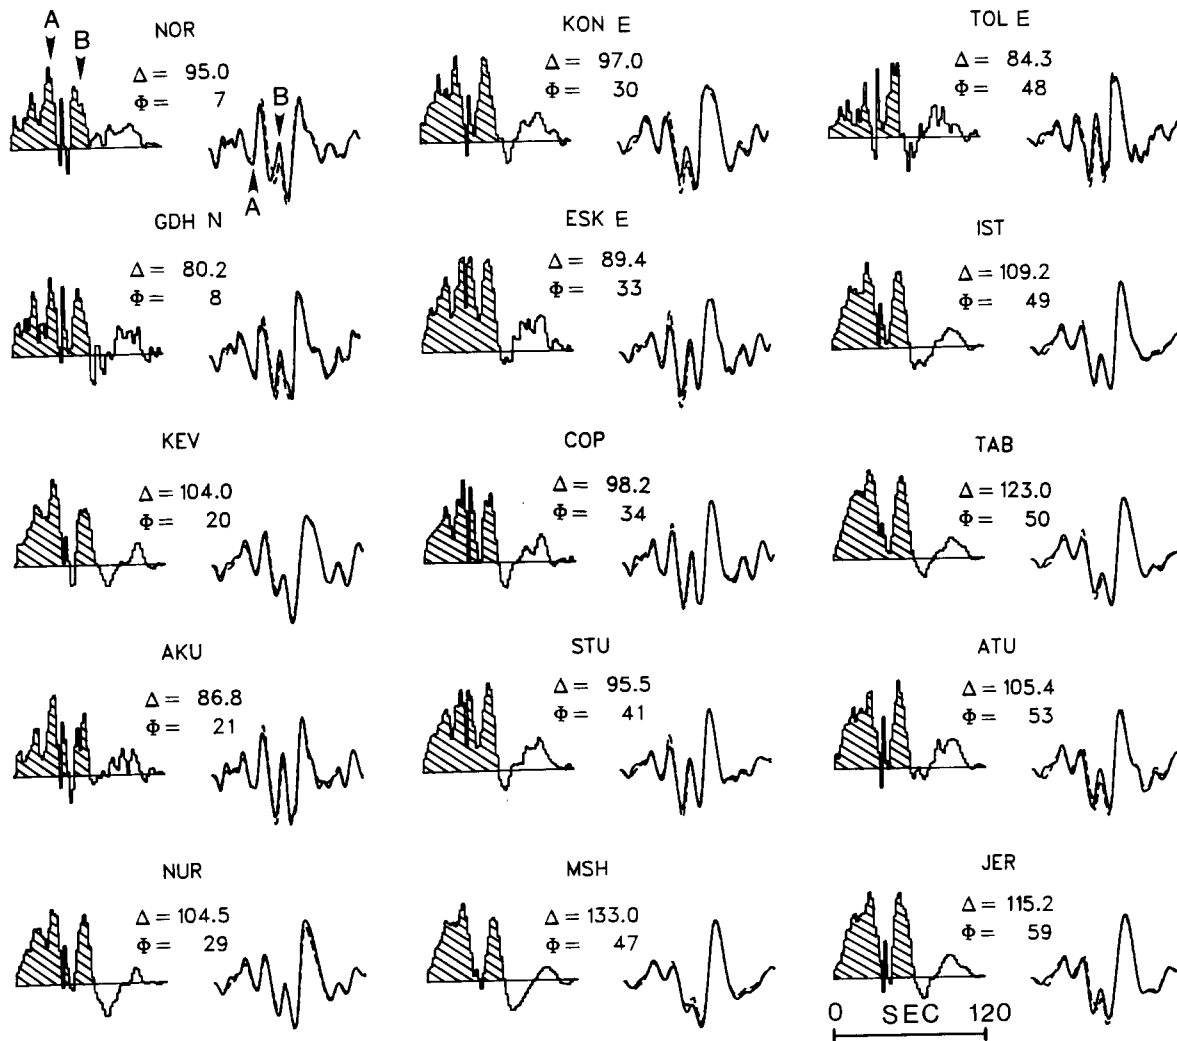 A
B
NOR
Δ = 95.0
Φ = 7
B
A
KON E
Δ = 97.0
Φ = 30
TOL E
Δ = 84.3
Φ = 48
GDH N
Δ = 80.2
Φ = 8
ESK E
Δ = 89.4
Φ = 33
IST
Δ = 109.2
Φ = 49
KEV
Δ = 104.0
Φ = 20
COP
Δ = 98.2
Φ = 34
TAB
Δ = 123.0
Φ = 50
AKU
Δ = 86.8
Φ = 21
STU
Δ = 95.5
Φ = 41
ATU
Δ = 105.4
Φ = 53
NUR
Δ = 104.5
Φ = 29
MSH
Δ = 133.0
Φ = 47
JER
Δ = 115.2
Φ = 59
0 SEC 120